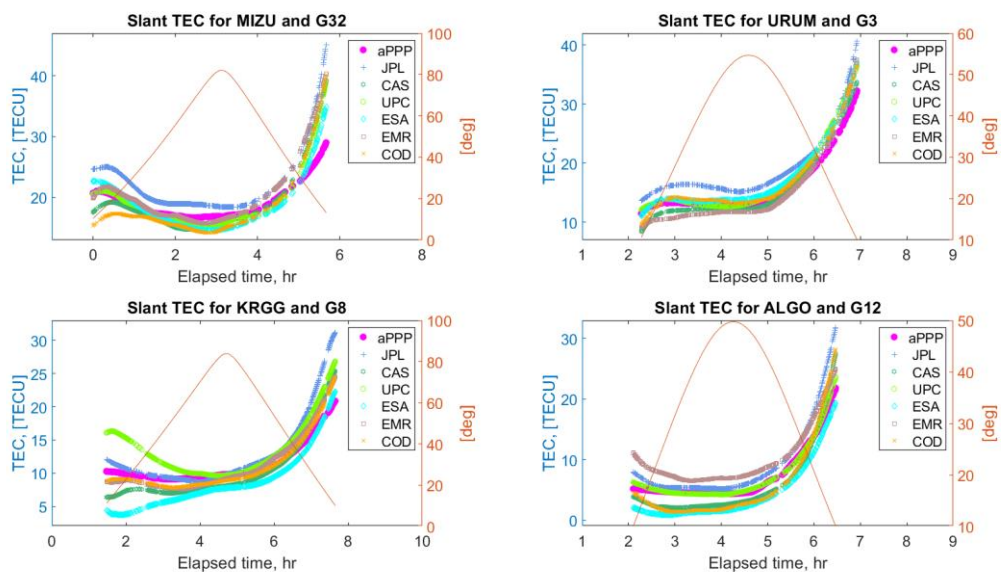 Slant TEC for MIZU and G32
TEC, [TECU]
40
30
20
0 2 4 6 8
Elapsed time, hr
100
80
60
40
20
0
[deg]
aPPP
JPL
CAS
UPC
ESA
EMR
COD
Slant TEC for URUM and G3
TEC, [TECU]
40
30
20
10
1 2 3 4 5 6 7 8 9
Elapsed time, hr
60
50
40
30
20
10
[deg]
aPPP
JPL
CAS
UPC
ESA
EMR
COD
Slant TEC for KRGG and G8
TEC, [TECU]
30
25
20
15
10
5
0 2 4 6 8 10
Elapsed time, hr
100
80
60
40
20
0
[deg]
aPPP
JPL
CAS
UPC
ESA
EMR
COD
Slant TEC for ALGO and G12
TEC, [TECU]
30
20
10
0
1 2 3 4 5 6 7 8 9
Elapsed time, hr
50
40
30
20
10
[deg]
aPPP
JPL
CAS
UPC
ESA
EMR
COD